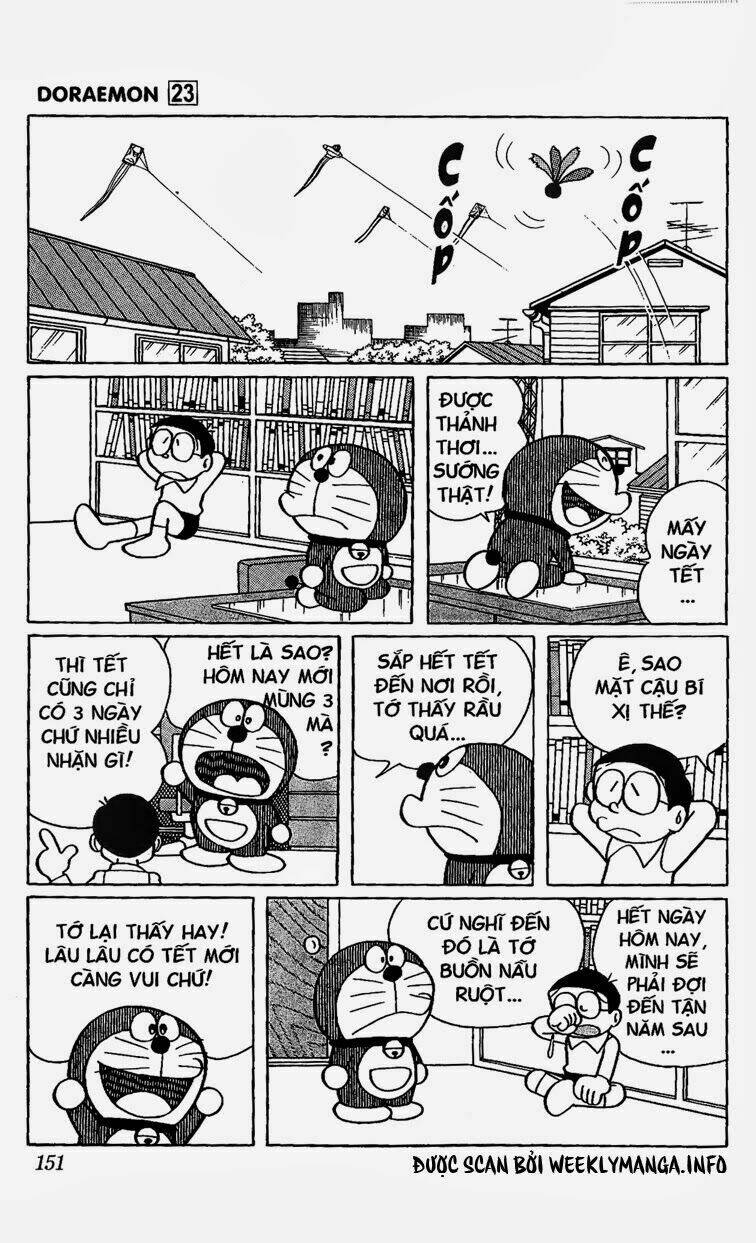 DORAEMON 23
CỐP
CỐP
MẤY
NGÀY
TẾT
...
ĐƯỢC
THẢNH
THƠI...
SƯỚNG
THẬT!
Ê, SAO
MẶT CẬU BÍ
XỊ THẾ?
SẮP HẾT TẾT
ĐẾN NƠI RỒI,
TỚ THẤY RẦU
QUÁ...
HẾT LÀ SAO?
HÔM NAY MỚI
MÙNG 3
MÀ
?
THÌ TẾT
CŨNG CHỈ
CÓ 3 NGÀY
CHỨ NHIỀU
NHẶN GÌ!
HẾT NGÀY
HÔM NAY,
MÌNH SẼ
PHẢI ĐỢI
ĐẾN TẬN
NĂM SAU
...
CỨ NGHĨ ĐẾN
ĐÓ LÀ TỚ
BUỒN NẪU
RUỘT...
TỚ LẠI THẤY HAY!
LÂU LÂU CÓ TẾT MỚI
CÀNG VUI CHỨ!
151
ĐƯỢC SCAN BỞI WEEKLYMANGA.INFO